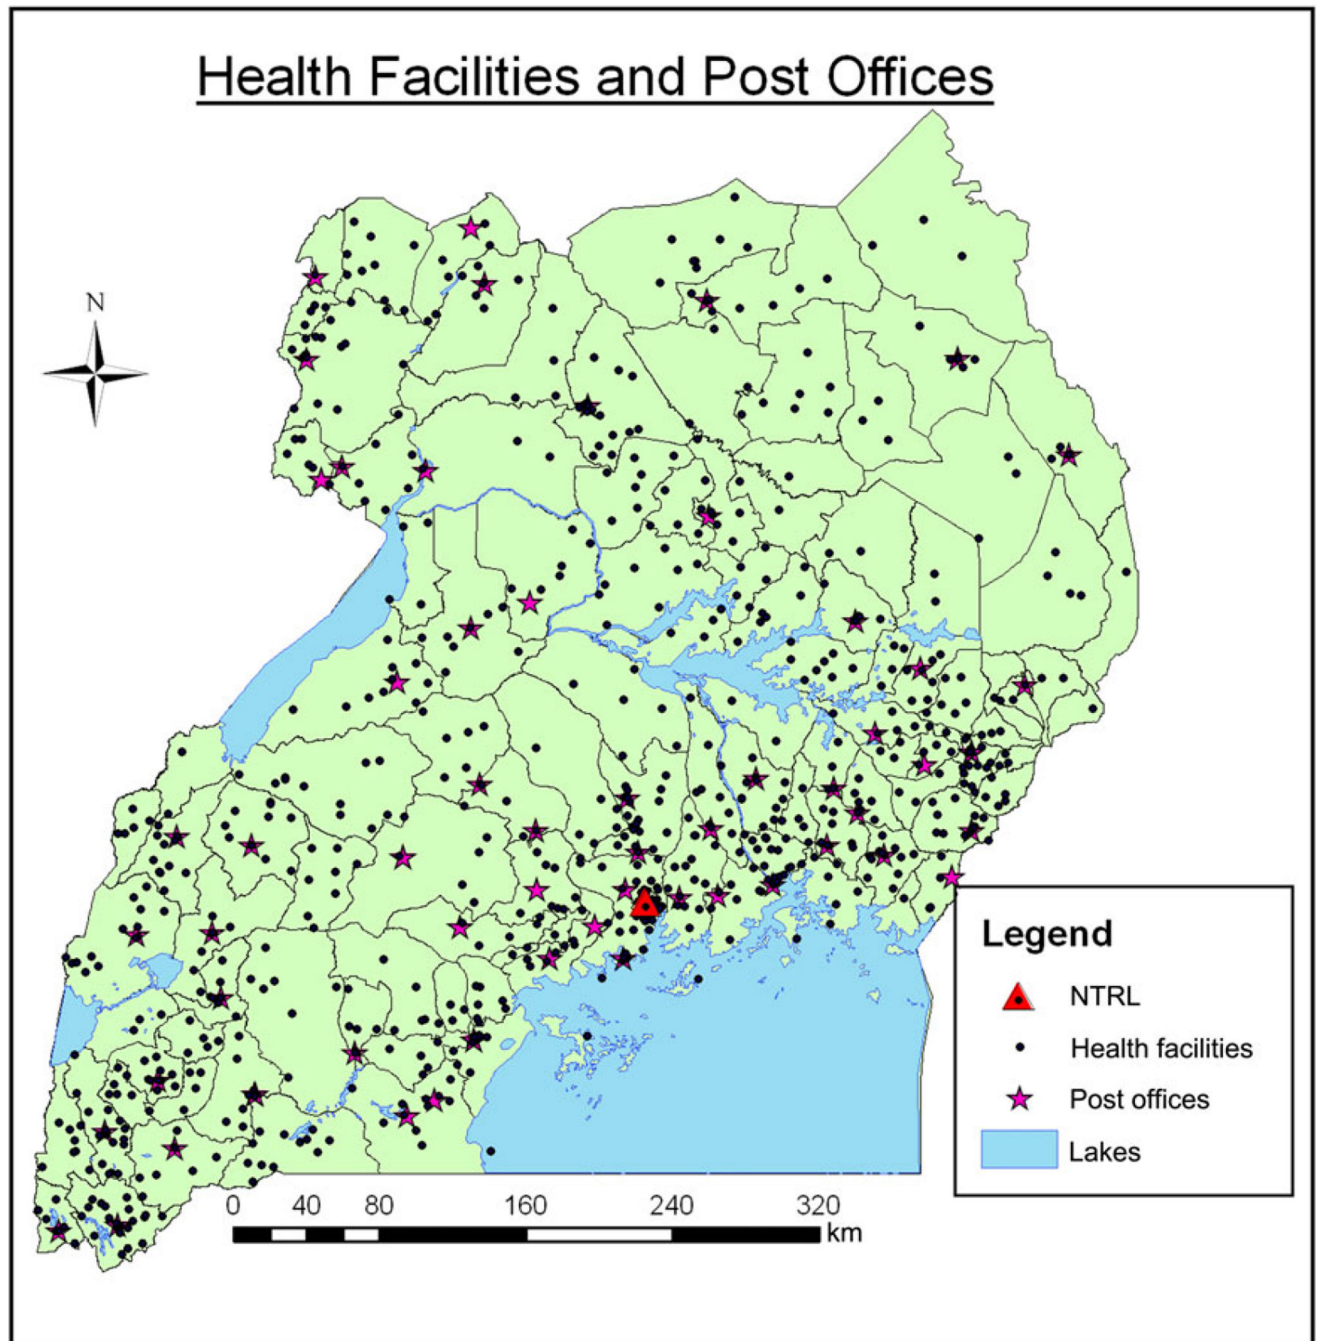 Health Facilities and Post Offices
N
Legend
NTRL
Health facilities
Post offices
Lakes
0 40 80 160 240 320
km